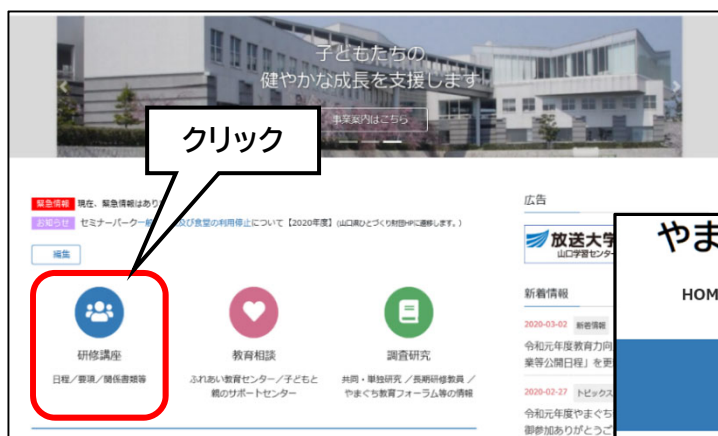 子どもたちの
健やかな成長を支援します
事業案内はこちら
クリック
緊急情報 現在、緊急情報はあり
お知らせ セミナーパーク一般 及び食堂の利用停止について【2020年度】(山口県ひとづくり財団HPに遷移します。)
編集
研修講座
日程／要項／関係書類等
教育相談
ふれあい教育センター／子どもと
親のサポートセンター
調査研究
共同・単独研究／長期研修教員／
やまぐち教育フォーラム等の情報
広告
放送大学
山口学習センター
新着情報
2020-03-02 新着情報
令和元年度教育力向
業等公開日程」を更
2020-02-27 トピックス
令和元年度やまぐち
御参加ありがとうご
やま
HOM